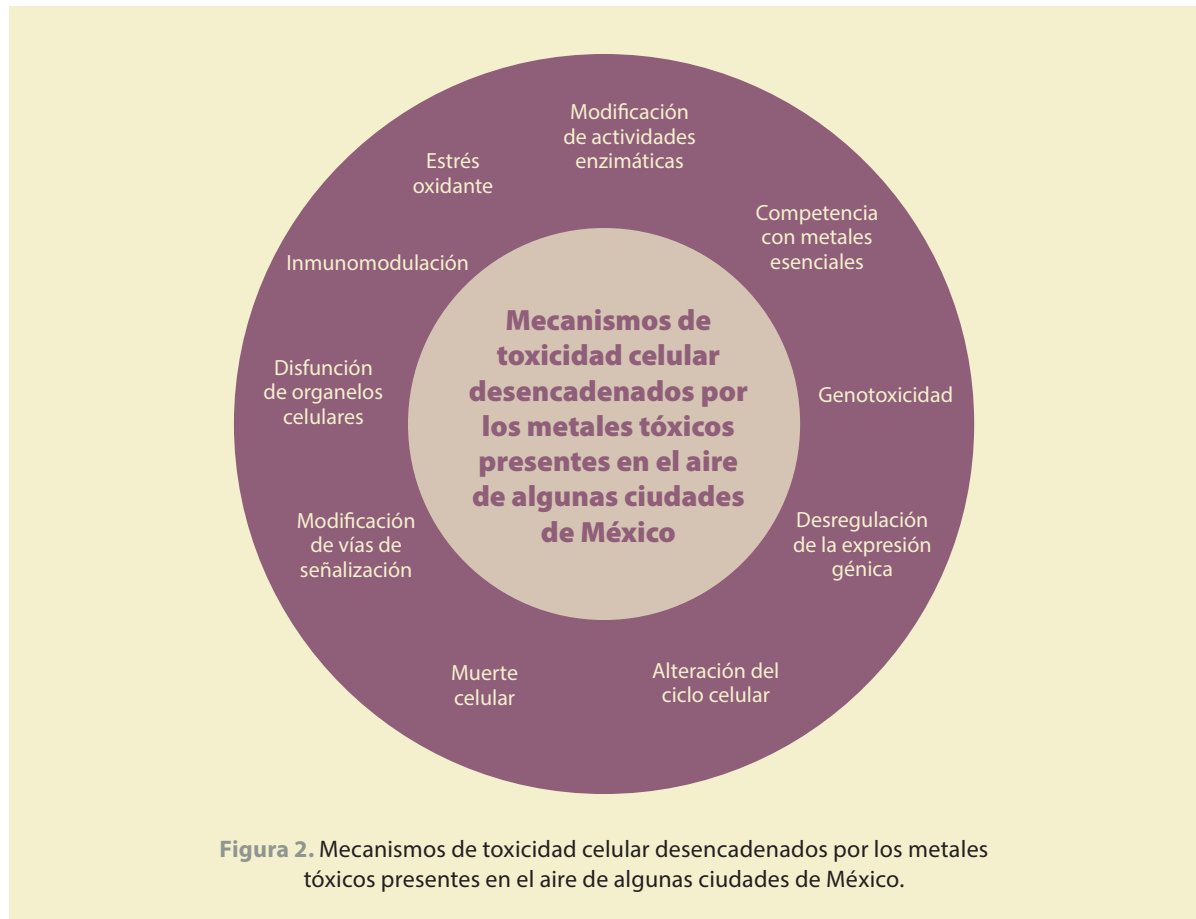 Modificación
de actividades
enzimáticas
Competencia
con metales
esenciales
Genotoxicidad
Desregulación
de la expresión
génica
Alteración del
ciclo celular
Muerte
celular
Modificación
de vías de
señalización
Disfunción
de organelos
celulares
Inmunomodulación
Estrés
oxidante
Mecanismos de
toxicidad celular
desencadenados por
los metales tóxicos
presentes en el aire
de algunas ciudades
de México
Figura 2. Mecanismos de toxicidad celular desencadenados por los metales
tóxicos presentes en el aire de algunas ciudades de México.